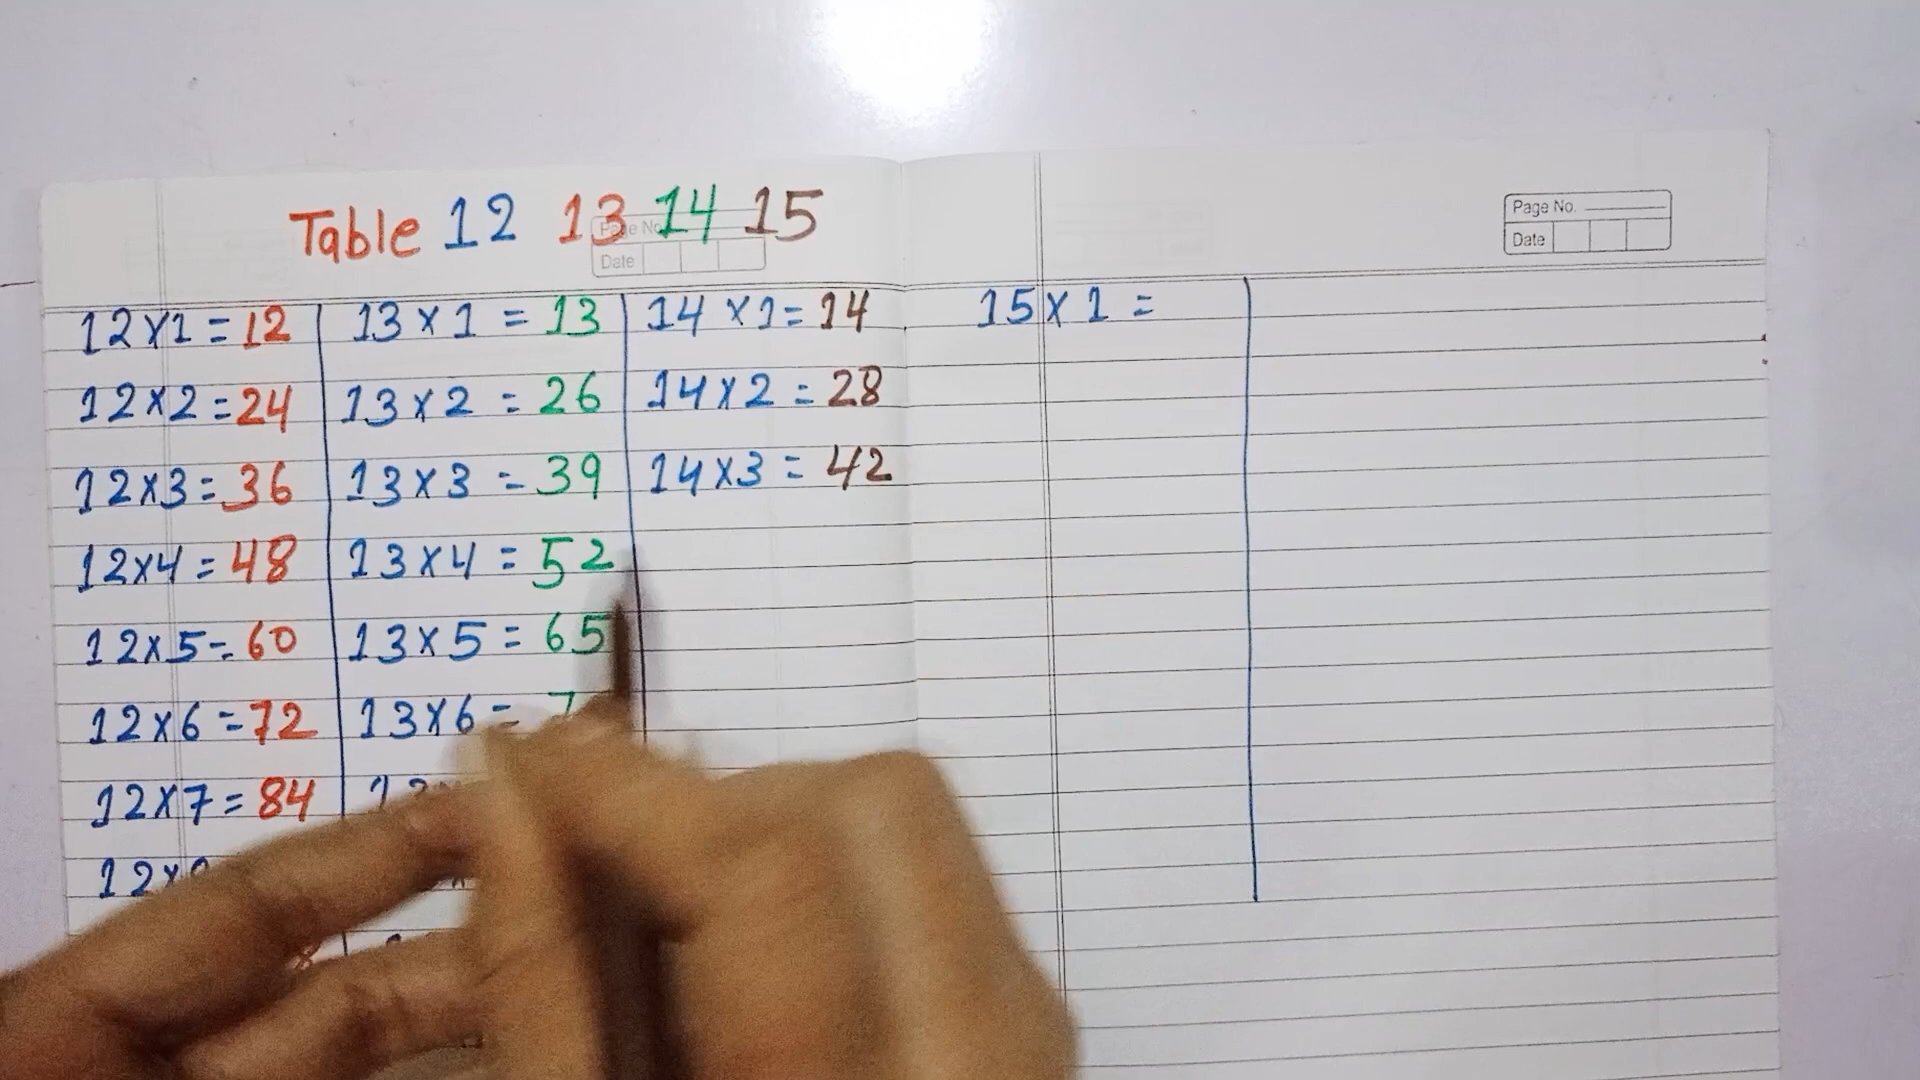 Table 12 13 14 15
Page No.
Date
Page No.
Date
12x1=12
12x2=24
12x3=36
12x4=48
12x5=60
12x6=72
12x7=84
12x
13x1=13
13x2=26
13x3=39
13x4=52
13x5=65
13x6=7
14x1=14
14x2=28
14x3=42
15x1=